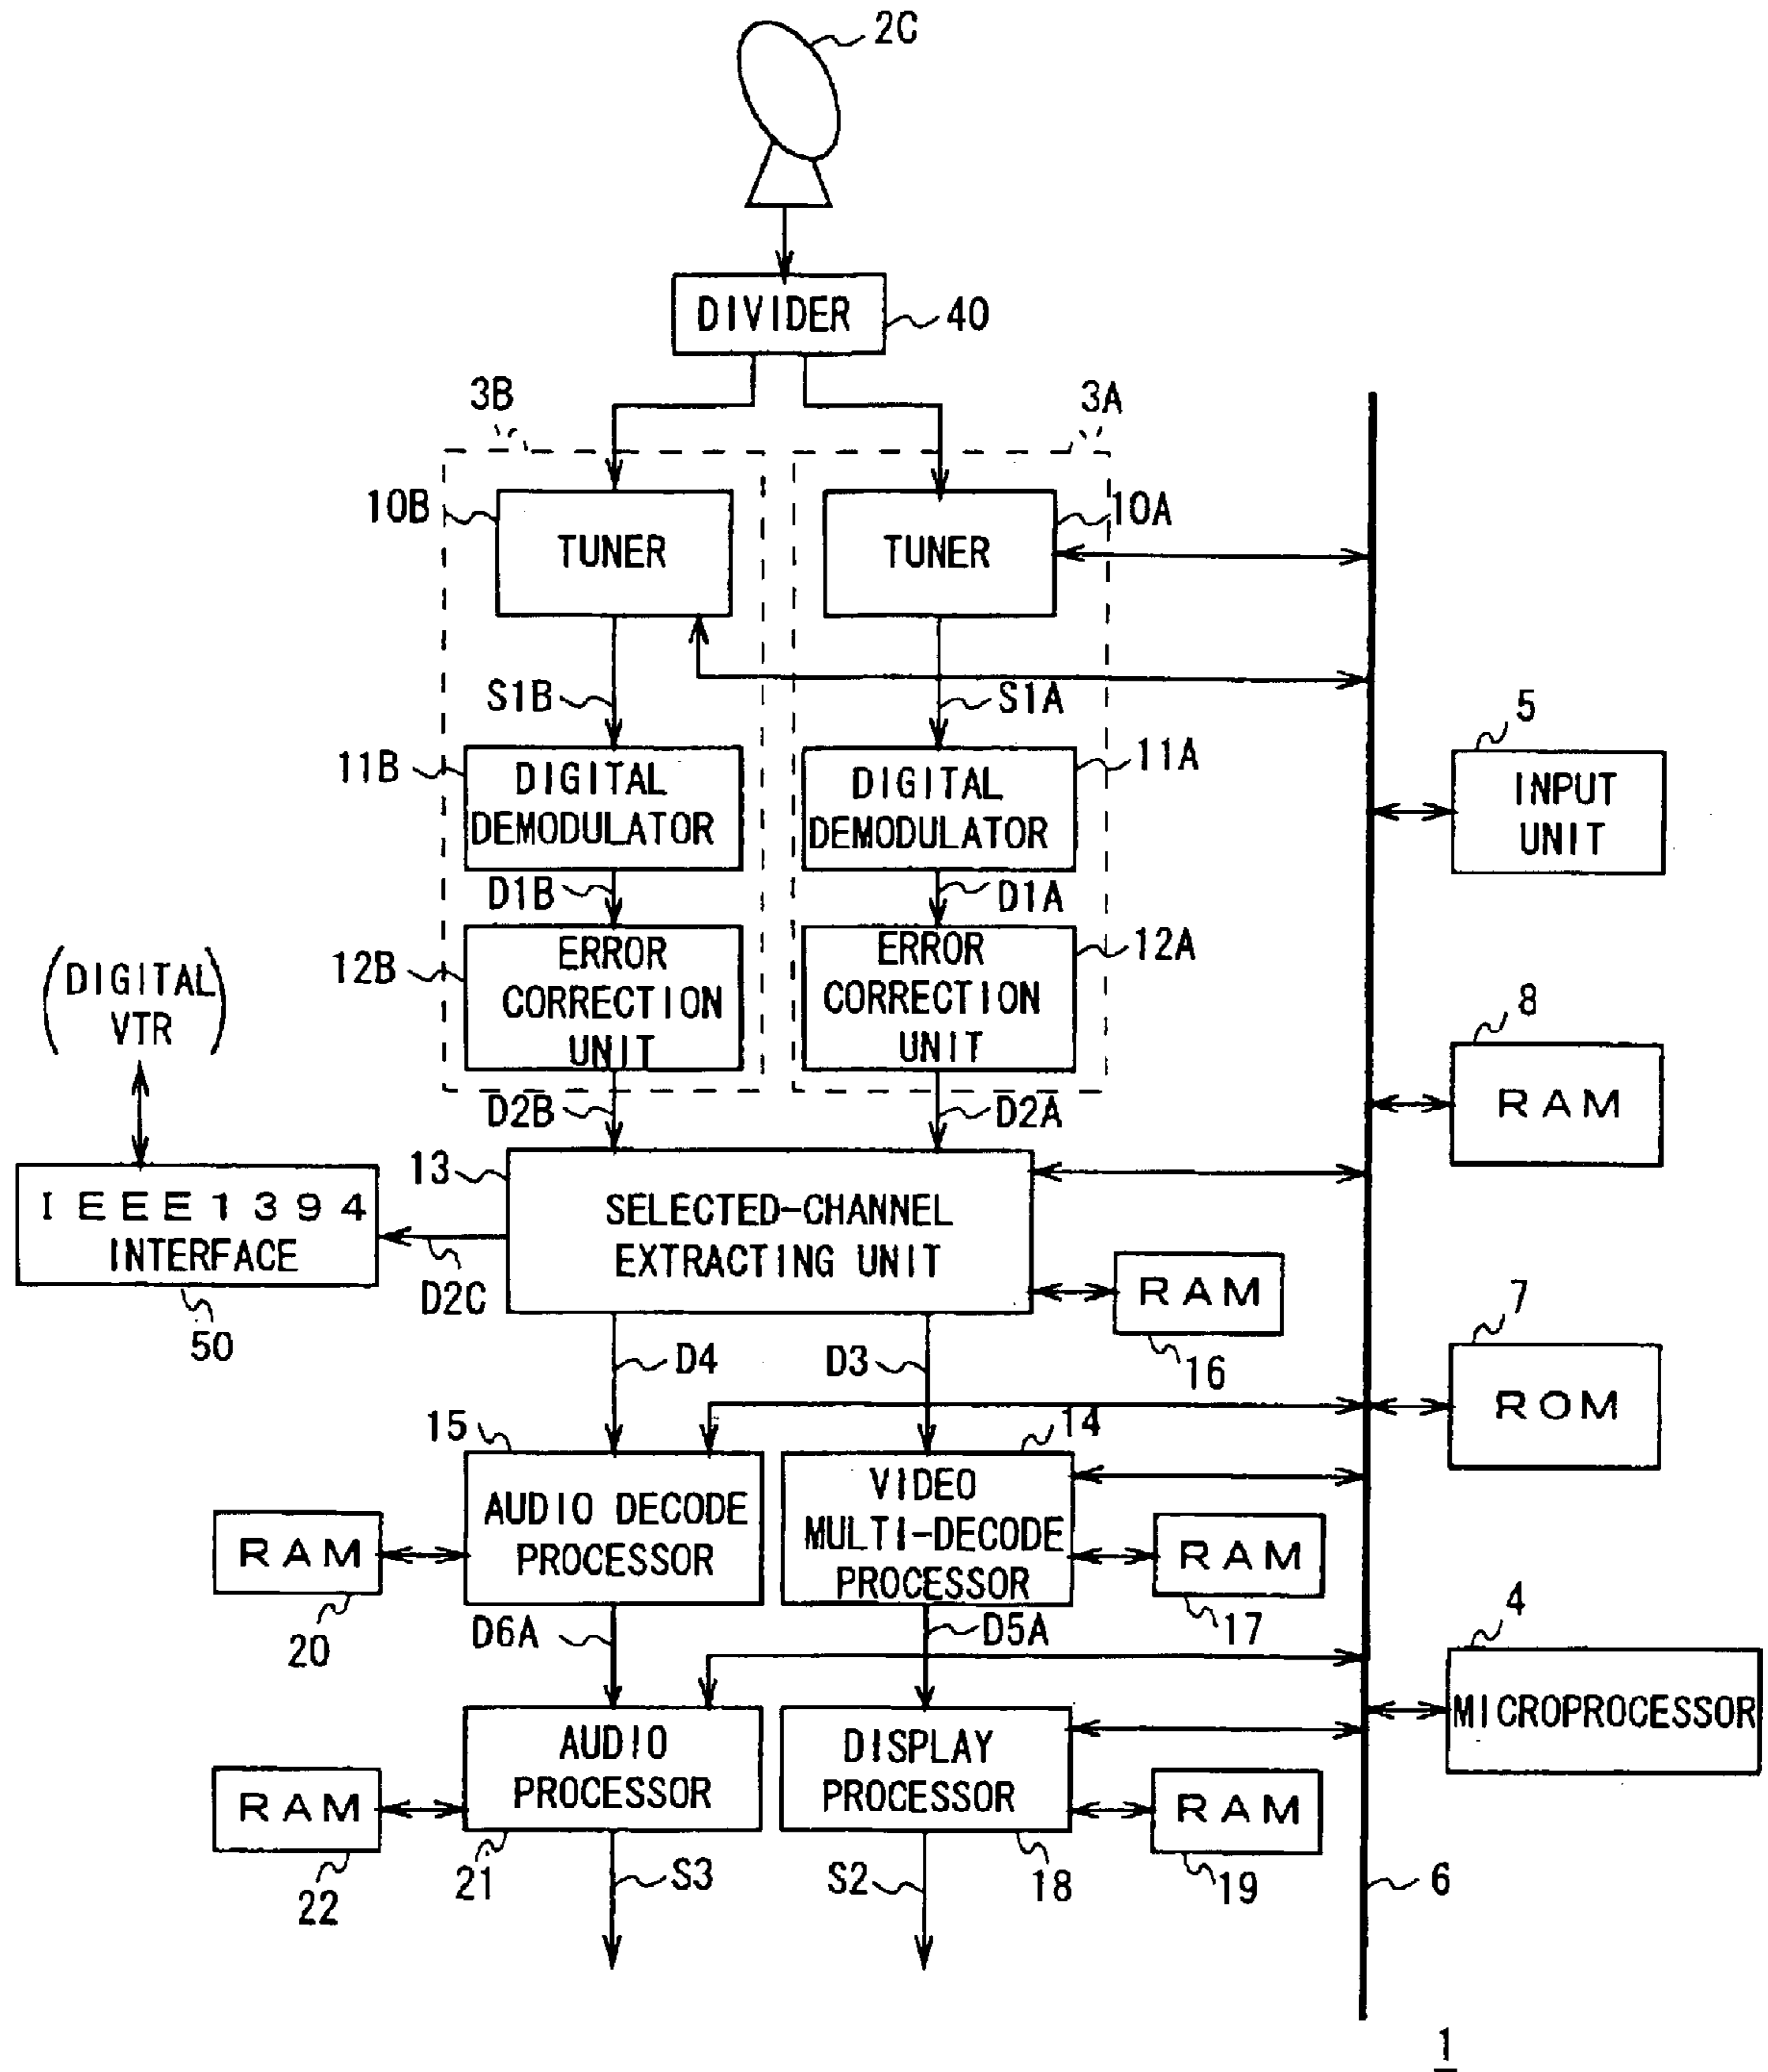 2C
DIVIDER
40
3B
3A
10B
TUNER
TUNER
10A
S1B
S1A
5
INPUT
UNIT
11B
DIGITAL
DEMODULATOR
DIGITAL
DEMODULATOR
11A
D1B
D1A
(DIGITAL
VTR)
12B
ERROR
CORRECTION
UNIT
ERROR
CORRECTION
UNIT
12A
8
RAM
D2B
D2A
13
SELECTED-CHANNEL
EXTRACTING UNIT
IEEE1394
INTERFACE
50
D2C
RAM
16
7
ROM
D4
D3
15
AUDIO DECODE
PROCESSOR
14
VIDEO
MULTI-DECODE
PROCESSOR
RAM
20
RAM
17
D6A
D5A
4
MICROPROCESSOR
AUDIO
PROCESSOR
DISPLAY
PROCESSOR
RAM
22
21
S3
S2
18
RAM
19
6
1